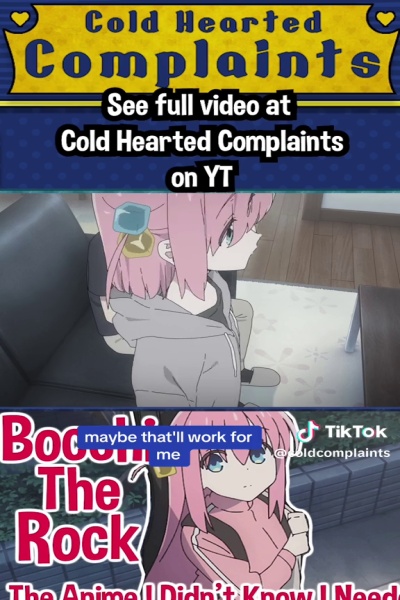 Cold Hearted
Complaints
See full video at
Cold Hearted Complaints
on YT
Bocchi
maybe that'll work for
me
TikTok
@coldcomplaints
The
Rock
The Anime I Didn't Know I Need